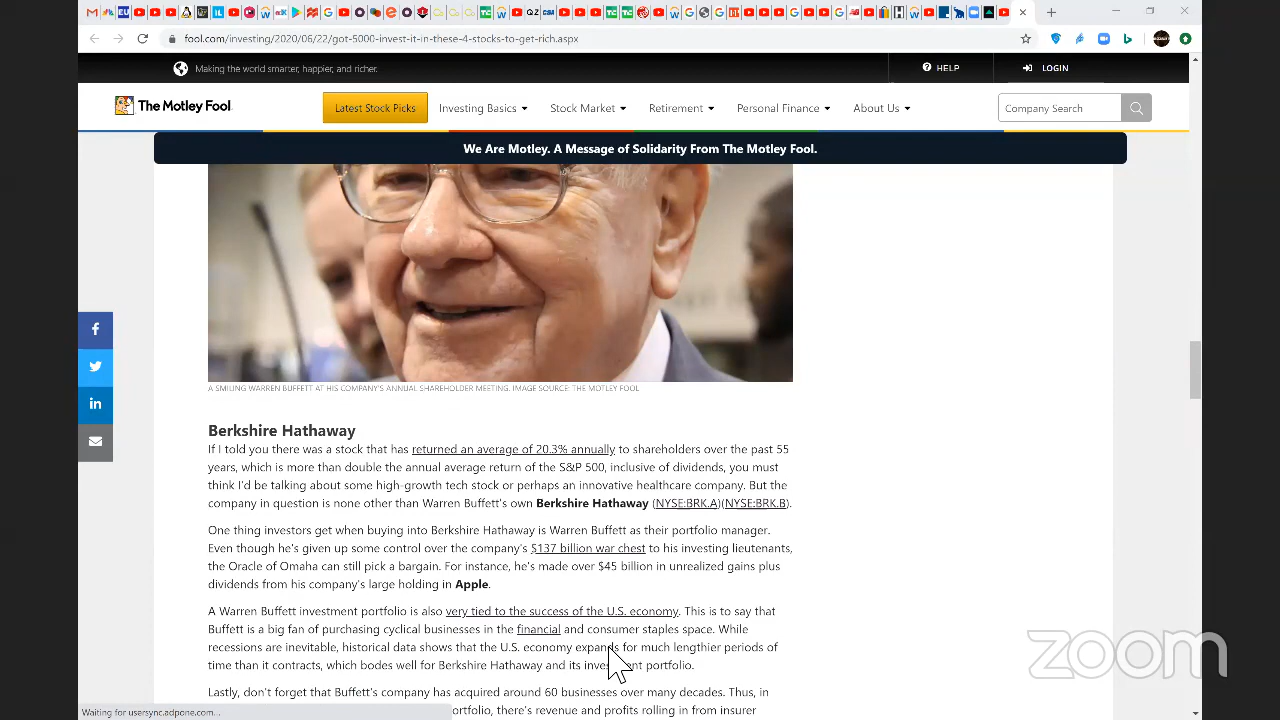 fool.com/investing/2020/06/22/got-5000-invest-it-in-these-4-stocks-to-get-rich.aspx
Making the world smarter, happier, and richer.
HELP
LOGIN
The Motley Fool
Latest Stock Picks
Investing Basics
Stock Market
Retirement
Personal Finance
About Us
Company Search
We Are Motley. A Message of Solidarity From The Motley Fool.
A SMILING WARREN BUFFETT AT HIS COMPANY'S ANNUAL SHAREHOLDER MEETING. IMAGE SOURCE: THE MOTLEY FOOL
Berkshire Hathaway
If I told you there was a stock that has returned an average of 20.3% annually to shareholders over the past 55
years, which is more than double the annual average return of the S&P 500, inclusive of dividends, you must
think I'd be talking about some high-growth tech stock or perhaps an innovative healthcare company. But the
company in question is none other than Warren Buffett's own Berkshire Hathaway (NYSE:BRK.A)(NYSE:BRK.B).
One thing investors get when buying into Berkshire Hathaway is Warren Buffett as their portfolio manager.
Even though he's given up some control over the company's $137 billion war chest to his investing lieutenants,
the Oracle of Omaha can still pick a bargain. For instance, he's made over $45 billion in unrealized gains plus
dividends from his company's large holding in Apple.
A Warren Buffett investment portfolio is also very tied to the success of the U.S. economy. This is to say that
Buffett is a big fan of purchasing cyclical businesses in the financial and consumer staples space. While
recessions are inevitable, historical data shows that the U.S. economy expands for much lengthier periods of
time than it contracts, which bodes well for Berkshire Hathaway and its investment portfolio.
Lastly, don't forget that Buffett's company has acquired around 60 businesses over many decades. Thus, in
Waiting for usersync.adpone.com...
ortfolio, there's revenue and profits rolling in from insurer
zoom